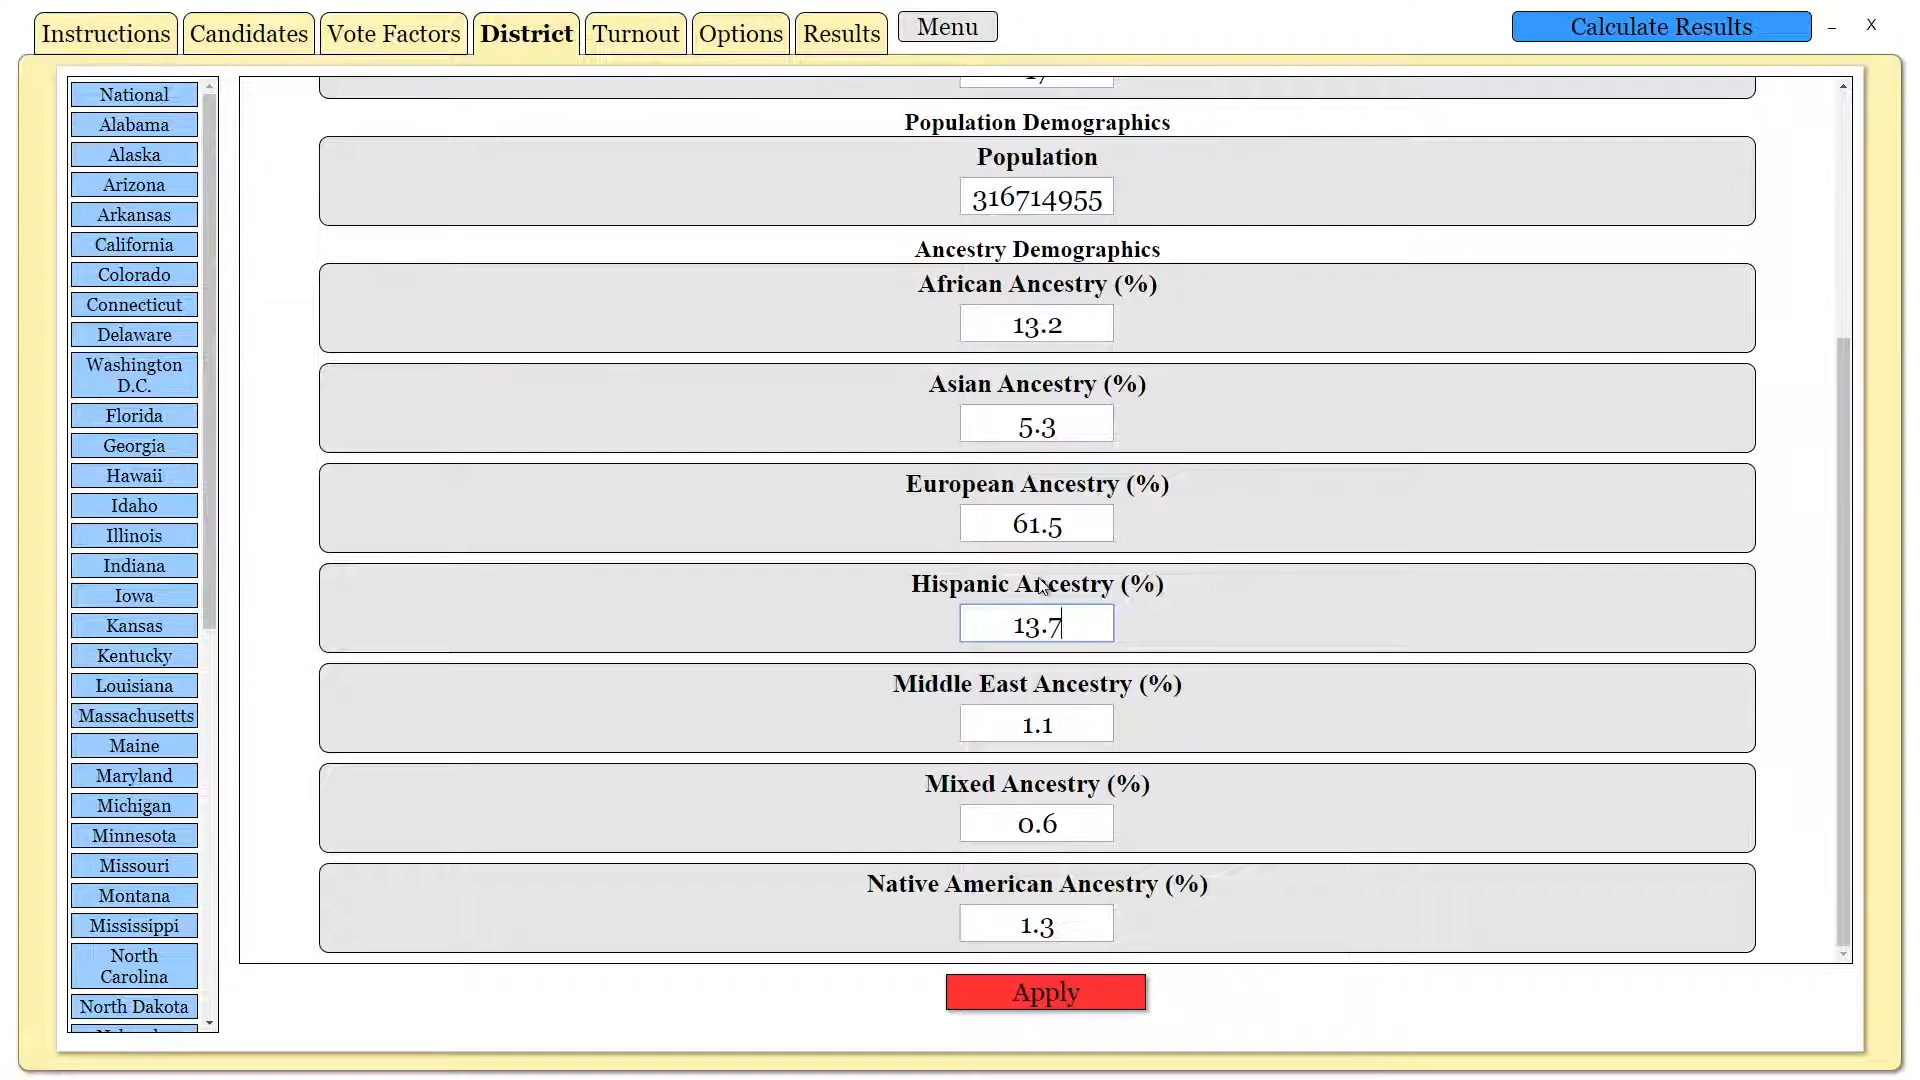 Instructions
Candidates
Vote Factors
District
Turnout
Options
Results
Menu
Calculate Results
_
X
National
Alabama
Alaska
Arizona
Arkansas
California
Colorado
Connecticut
Delaware
Washington
D.C.
Florida
Georgia
Hawaii
Idaho
Illinois
Indiana
Iowa
Kansas
Kentucky
Louisiana
Massachusetts
Maine
Maryland
Michigan
Minnesota
Missouri
Montana
Mississippi
North
Carolina
North Dakota
Population Demographics
Population
316714955
Ancestry Demographics
African Ancestry (%)
13.2
Asian Ancestry (%)
5.3
European Ancestry (%)
61.5
Hispanic Ancestry (%)
13.7
Middle East Ancestry (%)
1.1
Mixed Ancestry (%)
0.6
Native American Ancestry (%)
1.3
Apply